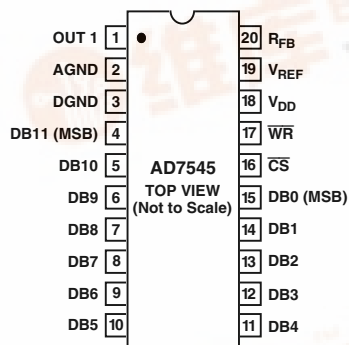 OUT 1 1 20 RFB
AGND 2 19 VREF
DGND 3 18 VDD
DB11 (MSB) 4 17 WR
DB10 5 16 CS
DB9 6 15 DB0 (MSB)
DB8 7 14 DB1
DB7 8 13 DB2
DB6 9 12 DB3
DB5 10 11 DB4
AD7545
TOP VIEW
(Not to Scale)